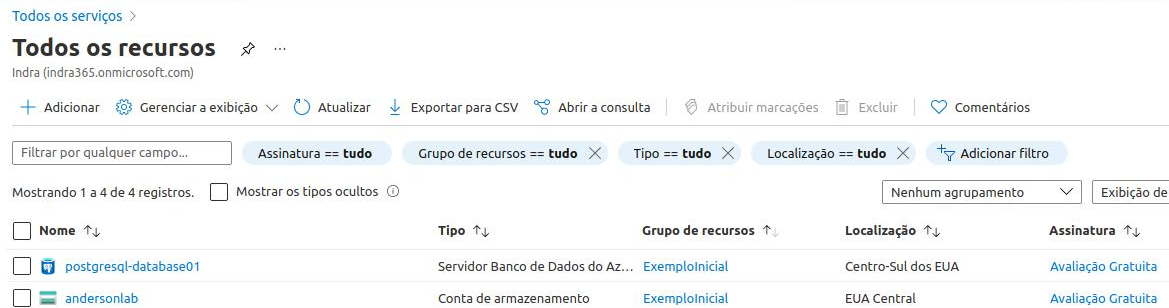 Todos os serviços >
Todos os recursos ...
Indra (indra365.onmicrosoft.com)
Adicionar Gerenciar a exibição Atualizar Exportar para CSV Abrir a consulta Atribuir marcações Excluir Comentários
Filtrar por qualquer campo... Assinatura == tudo Grupo de recursos == tudo Tipo == tudo Localização == tudo Adicionar filtro
Mostrando 1 a 4 de 4 registros. Mostrar os tipos ocultos Nenhum agrupamento Exibição de
Nome Tipo Grupo de recursos Localização Assinatura
postgresql-database01 Servidor Banco de Dados do Az... ExemploInicial Centro-Sul dos EUA Avaliação Gratuita
andersonlab Conta de armazenamento ExemploInicial EUA Central Avaliação Gratuita